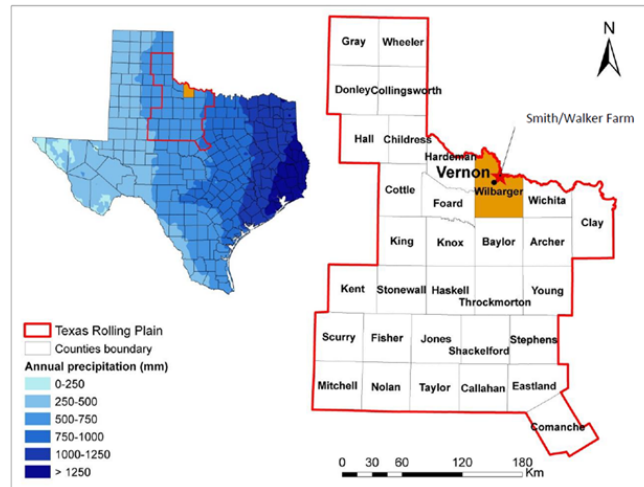 Gray Wheeler
N
Donley Collingsworth
Smith/Walker Farm
Hall Childress
Hardeman
Vernon
Cottle Wilbarger
Foard Wichita
Clay
King Knox Baylor Archer
Kent Stonewall Haskell Young
Throckmorton
Scurry Fisher Jones Stephens
Shackelford
Mitchell Nolan Taylor Callahan Eastland
Comanche
Texas Rolling Plain
Counties boundary
Annual precipitation (mm)
0-250
250-500
500-750
750-1000
1000-1250
> 1250
0 15 30 60 90 120 180
Km